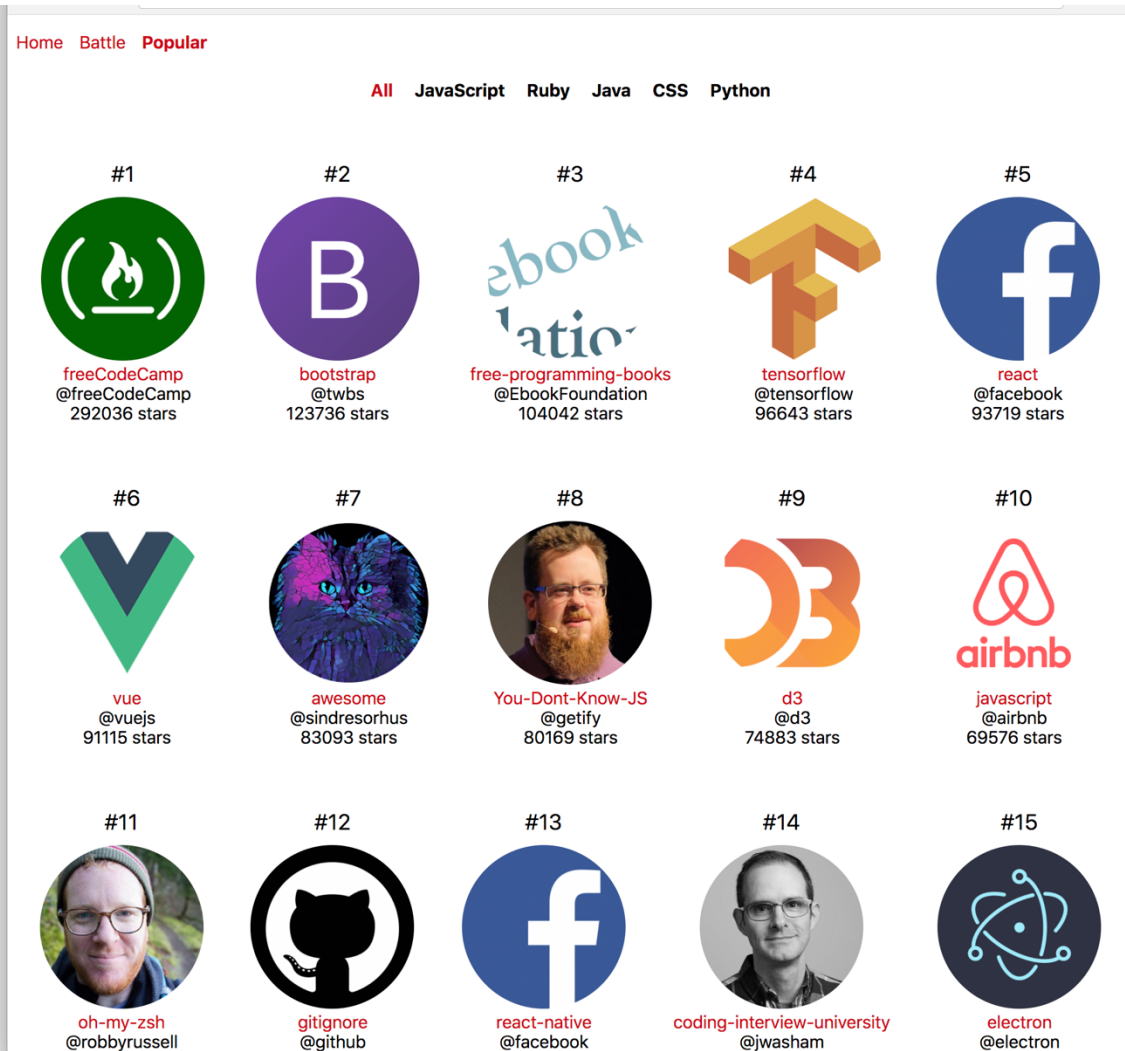 Home Battle Popular
All JavaScript Ruby Java CSS Python
#1 #2 #3 #4 #5
B ebook
lation
freeCodeCamp bootstrap free-programming-books tensorflow react
@freeCodeCamp @twbs @EbookFoundation @tensorflow @facebook
292036 stars 123736 stars 104042 stars 96643 stars 93719 stars
#6 #7 #8 #9 #10
airbnb
vue awesome You-Dont-Know-JS d3 javascript
@vuejs @sindresorhus @getify @d3 @airbnb
91115 stars 83093 stars 80169 stars 74883 stars 69576 stars
#11 #12 #13 #14 #15
oh-my-zsh gitignore react-native coding-interview-university electron
@robbyrussell @github @facebook @jwasham @electron